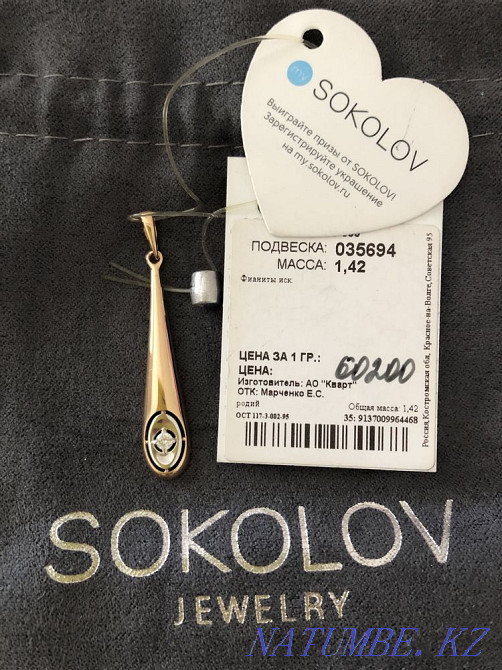 my
SOKOLOV
Выиграйте призы от SOKOLOV!
Зарегистрируйте украшение
на my.sokolov.ru
ПОДВЕСКА: 035694
МАССА: 1,42
Фианиты иск.
ЦЕНА ЗА 1 ГР.:
ЦЕНА: 60200
Изготовитель: АО "Кварт"
ОТК: Марченко Е.С.
родий
Общая масса: 1,42
ОСТ 117-3-002-95
35: 9137009964468
Россия,Костромская обл, Красное-на-Волге,Советская 95
SOKOLOV
JEWELRY
NATUMBE.KZ